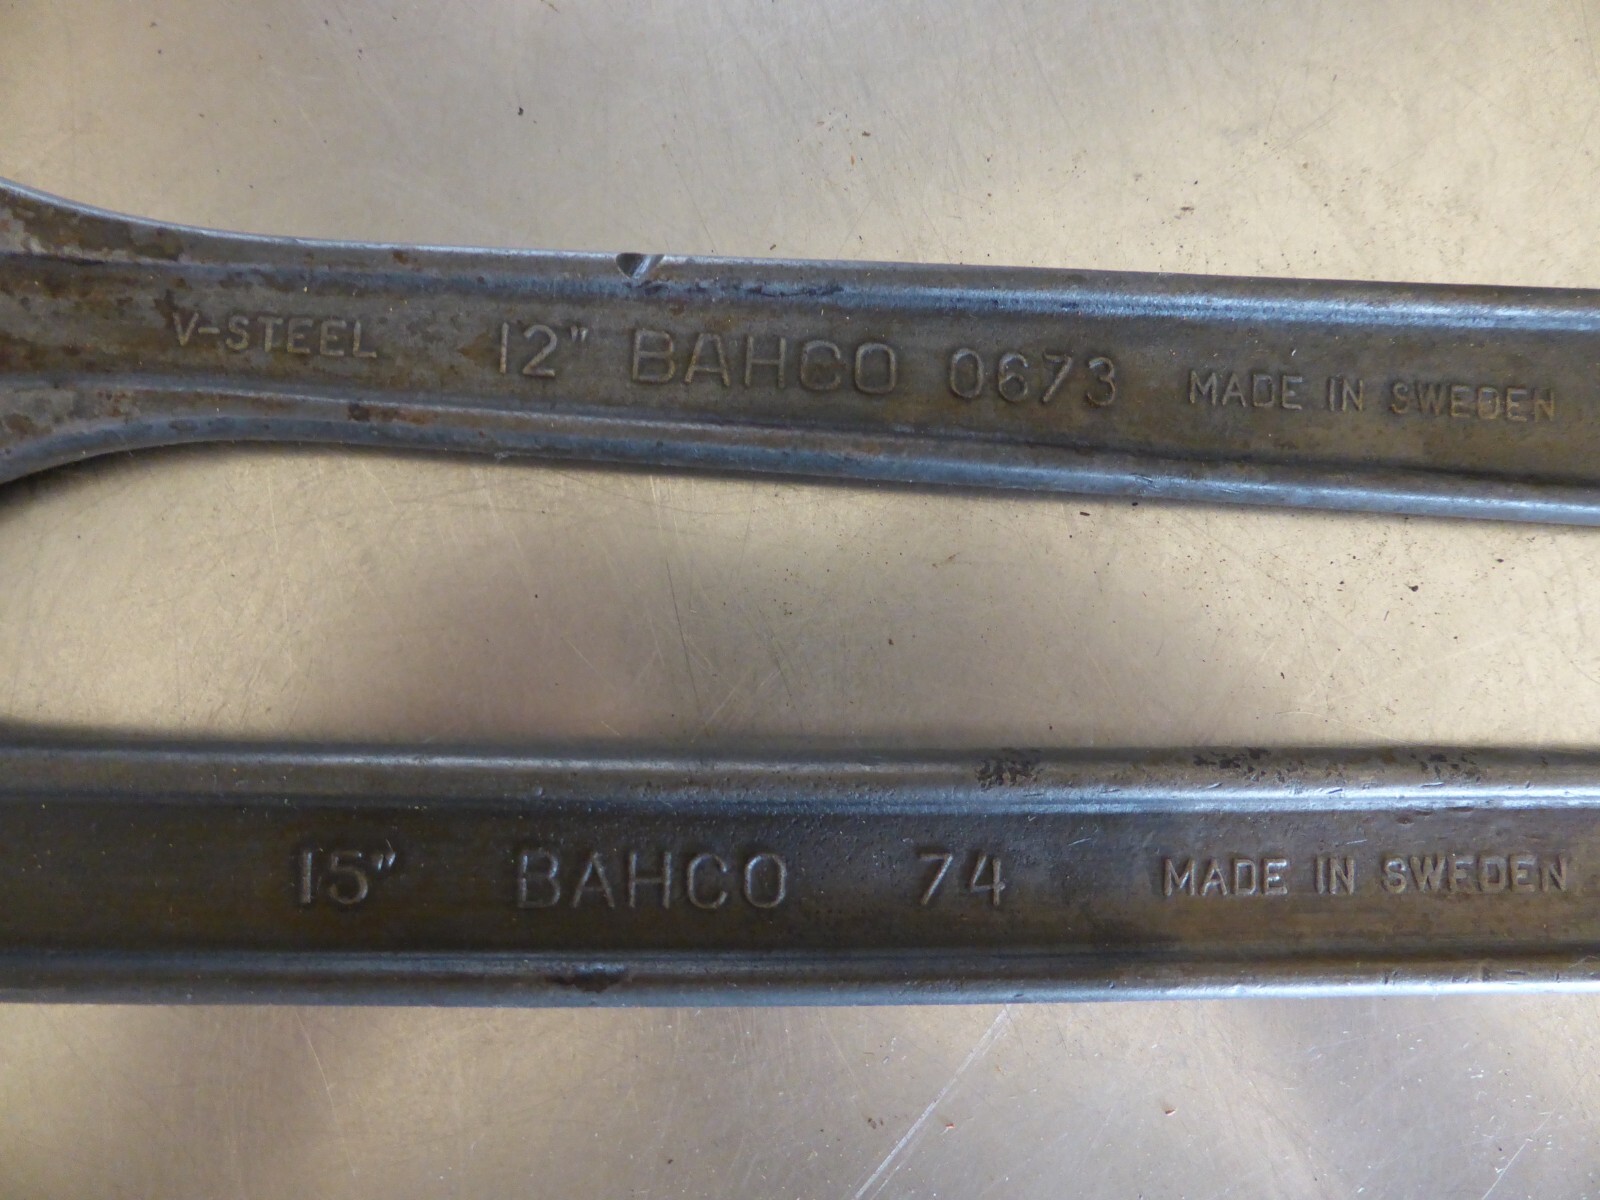 V-STEEL 12" BAHCO 0673 MADE IN SWEDEN
15" BAHCO 74 MADE IN SWEDEN